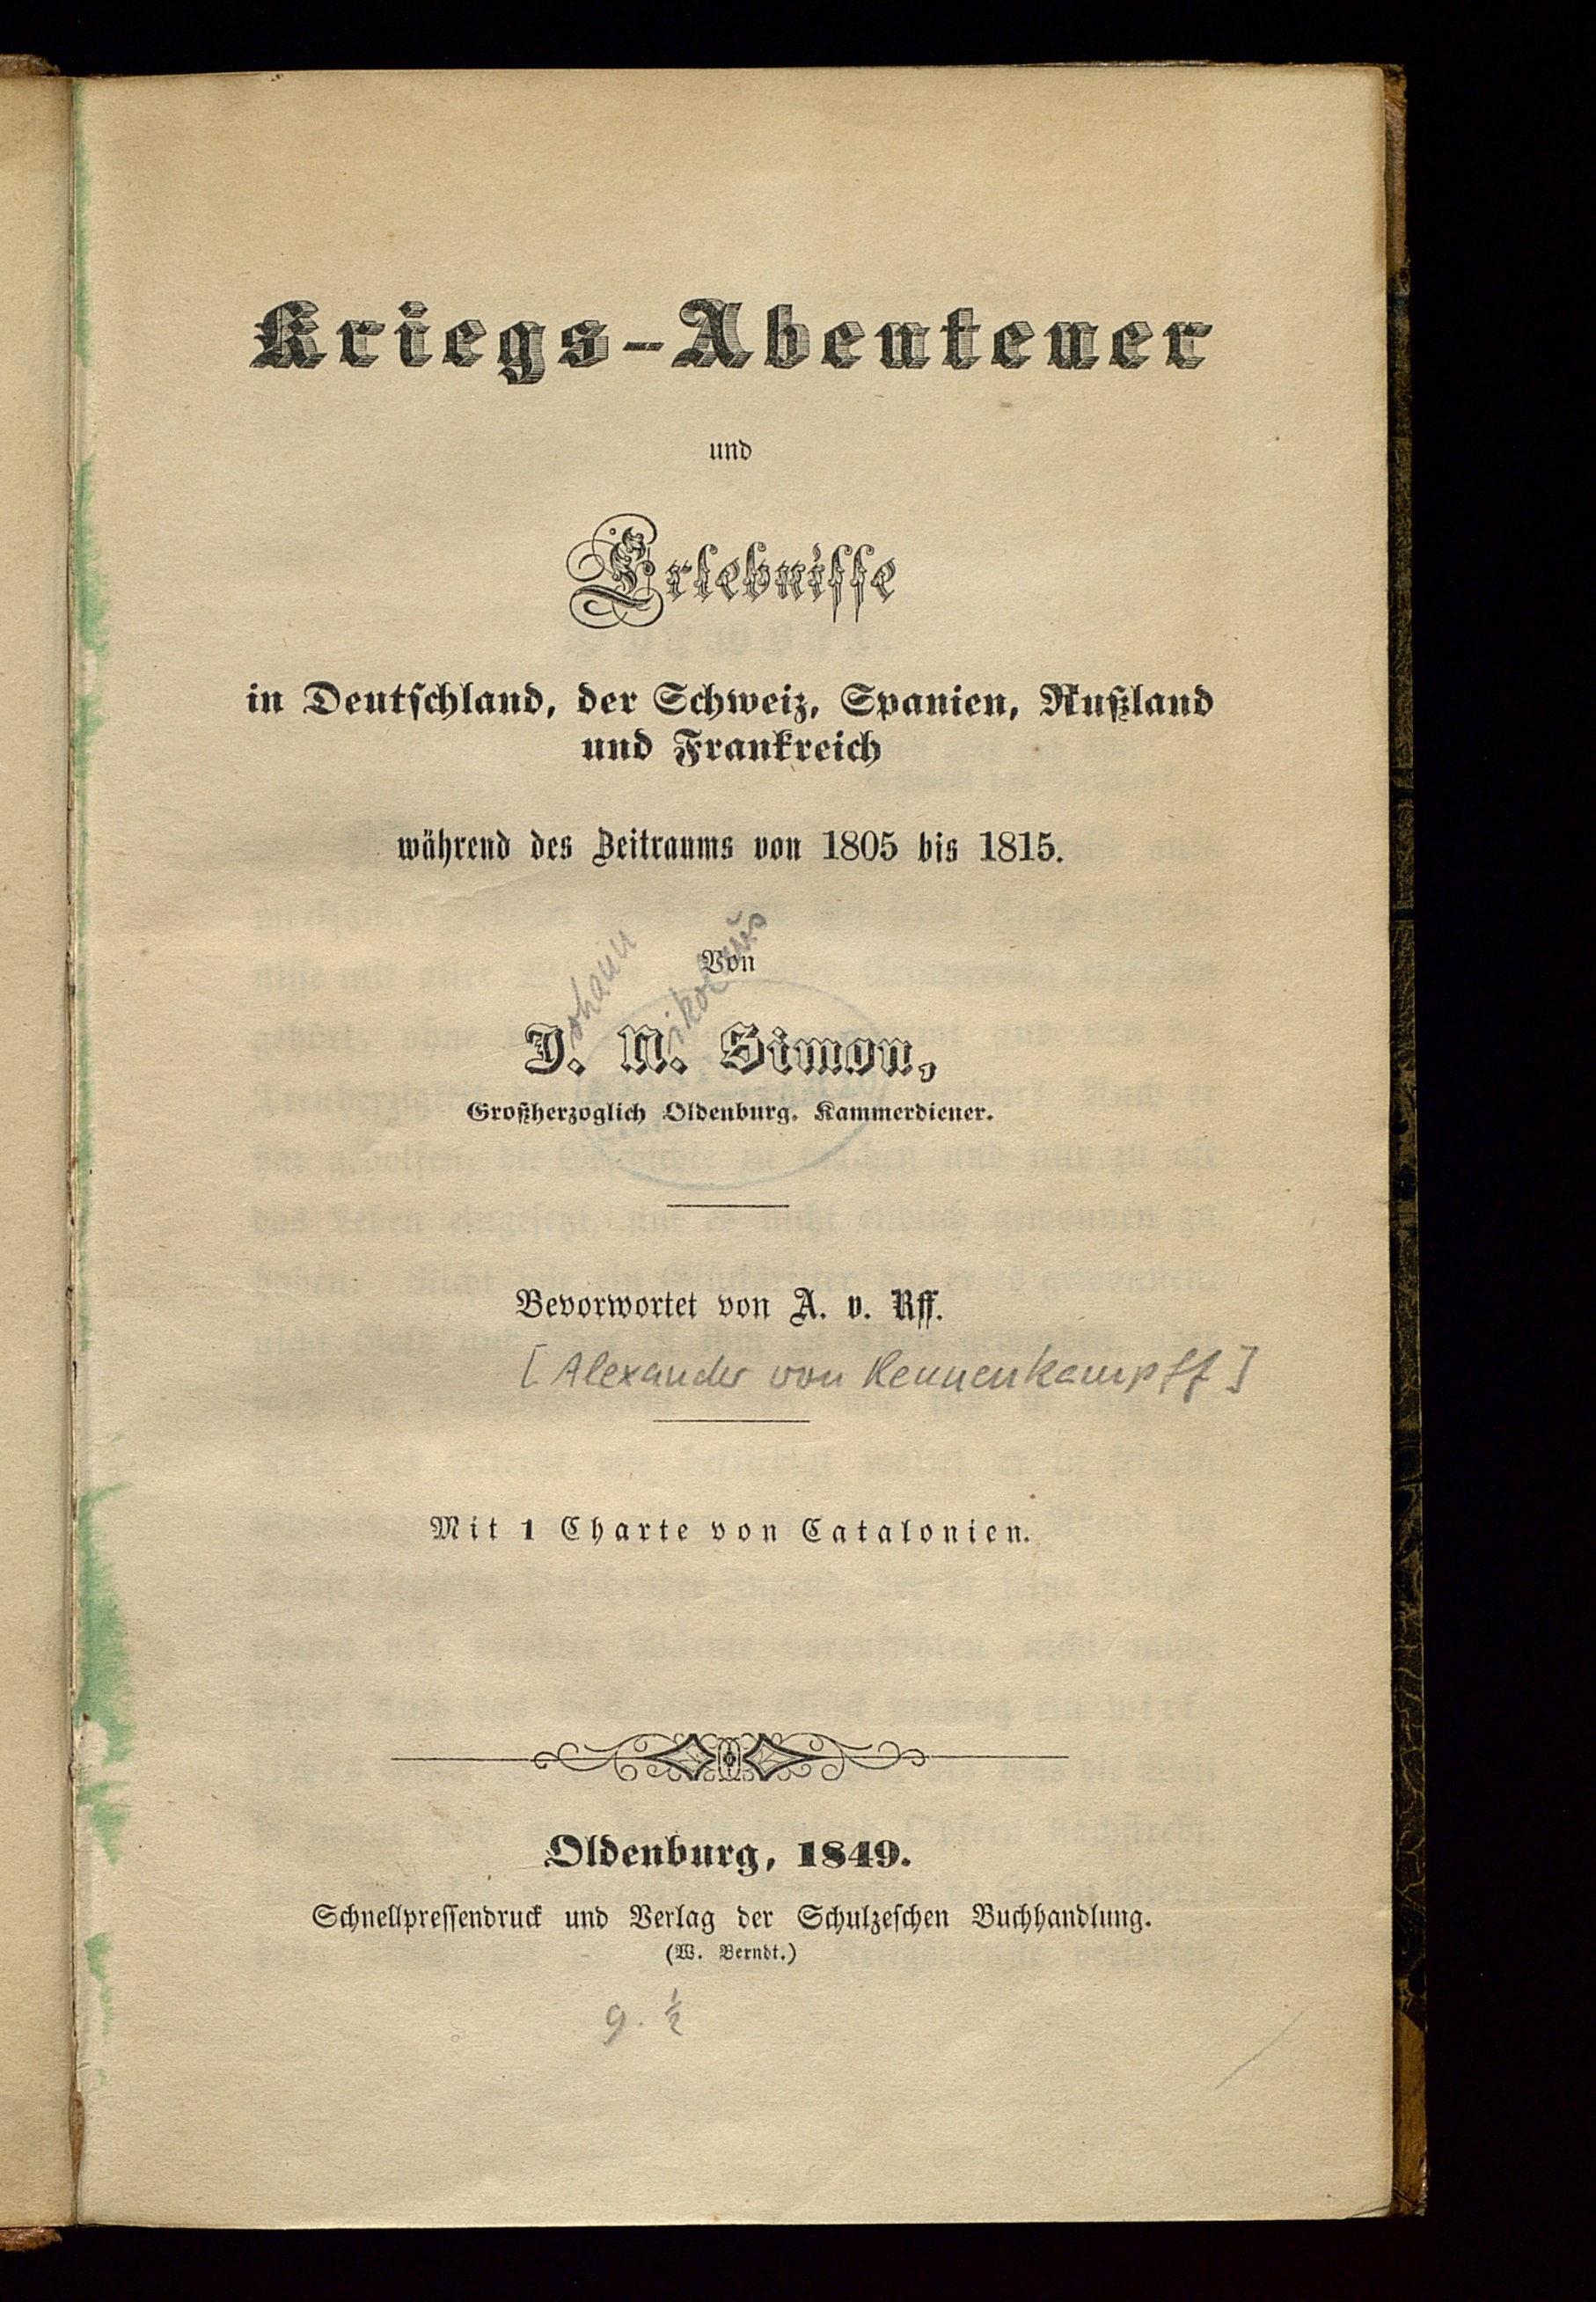 Kriegs-Abenteuer
und
Erlebnisse
in Deutschland, der Schweiz, Spanien, Rußland
und Frankreich
während des Zeitraums von 1805 bis 1815.
Von
ohann ikolaus
J. N. Simon,
Großherzoglich Oldenburg. Kammerdiener.
Bevorwortet von A. v. Rff.
[Alexander von Rennenkampff]
Mit 1 Charte von Catalonien.
Oldenburg, 1849.
Schnellpressendruck und Verlag der Schulzeschen Buchhandlung.
(W. Berndt.)
9. ½